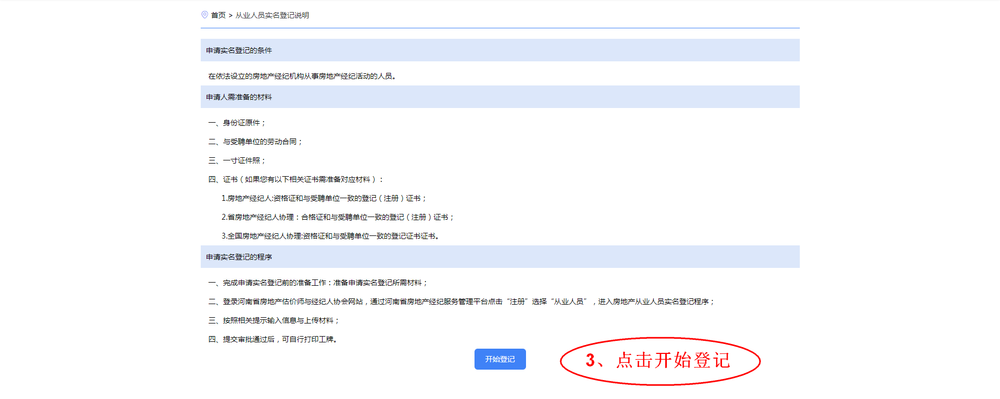 首页 > 从业人员实名登记说明
申请实名登记的条件
在依法设立的房地产经纪机构从事房地产经纪活动的人员。
申请人需准备的材料
一、身份证原件；
二、与受聘单位的劳动合同；
三、一寸证件照；
四、证书（如果您有以下相关证书需准备对应材料）：
1.房地产经纪人:资格证和与受聘单位一致的登记（注册）证书；
2.省房地产经纪人协理：合格证和与受聘单位一致的登记（注册）证书；
3.全国房地产经纪人协理:资格证和与受聘单位一致的登记证书证书。
申请实名登记的程序
一、完成申请实名登记前的准备工作：准备申请实名登记所需材料；
二、登录河南省房地产估价师与经纪人协会网站，通过河南省房地产经纪服务管理平台点击“注册”选择“从业人员”，进入房地产从业人员实名登记程序；
三、按照相关提示输入信息与上传材料；
四、提交审批通过后，可自行打印工牌。
开始登记
3、点击开始登记